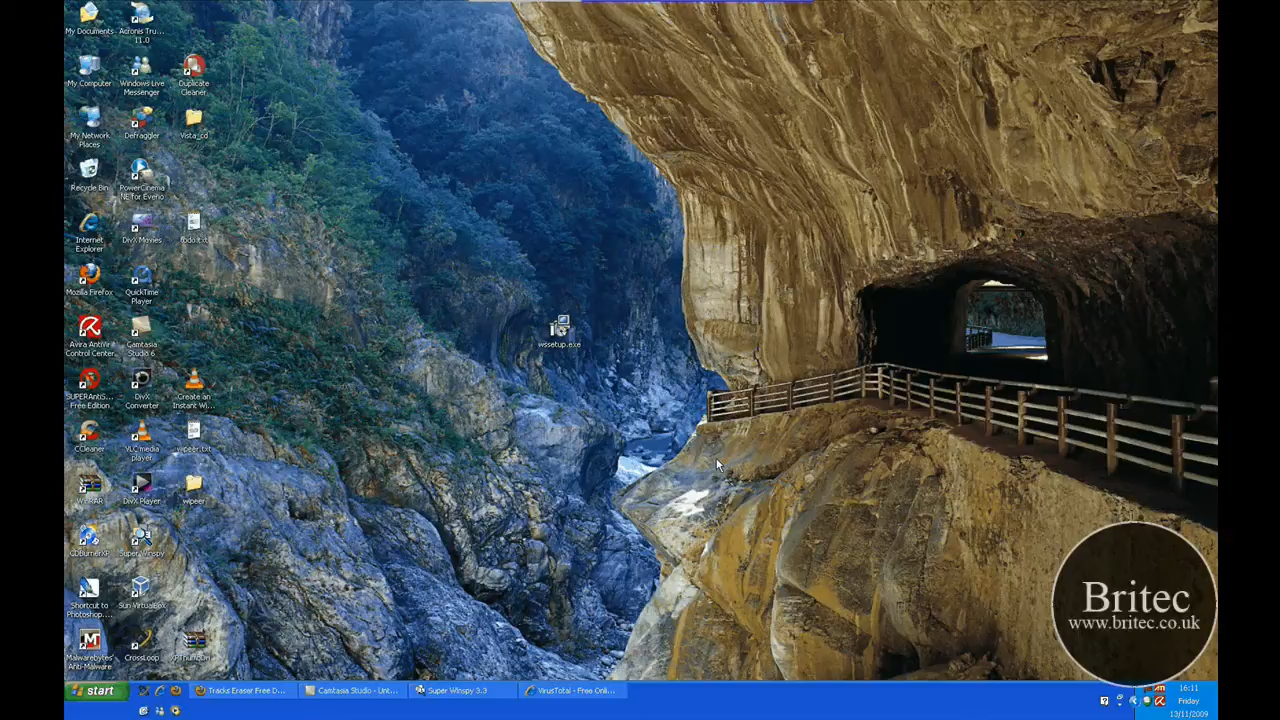 My Documents
Acronis Tru...
11.0
My Computer
Windows Live
Messenger
Duplicate
Cleaner
My Network
Places
Defraggler
Vista_cd
Recycle Bin
PowerCinema
NE for Everio
Internet
Explorer
DivX Movies
Mozilla Firefox
QuickTime
Player
wssetup.exe
Avira AntiVir
Control Center
Camtasia
Studio 6
SUPERAntiS...
Free Edition
DivX
Converter
Create an
Instant Wi...
CCleaner
VLC media
player
wipeer.txt
WinRAR
DivX Player
wipeer
CDBurnerXP
Super Winspy
Shortcut to
Photoshop....
Sun VirtualBox
Malwarebytes'
Anti-Malware
CrossLoop
Britec
www.britec.co.uk
start
Tracks Eraser Free D...
Camtasia Studio - Unt...
Super Winspy 3.3
VirusTotal - Free Onli...
16:11
Friday
13/11/2009